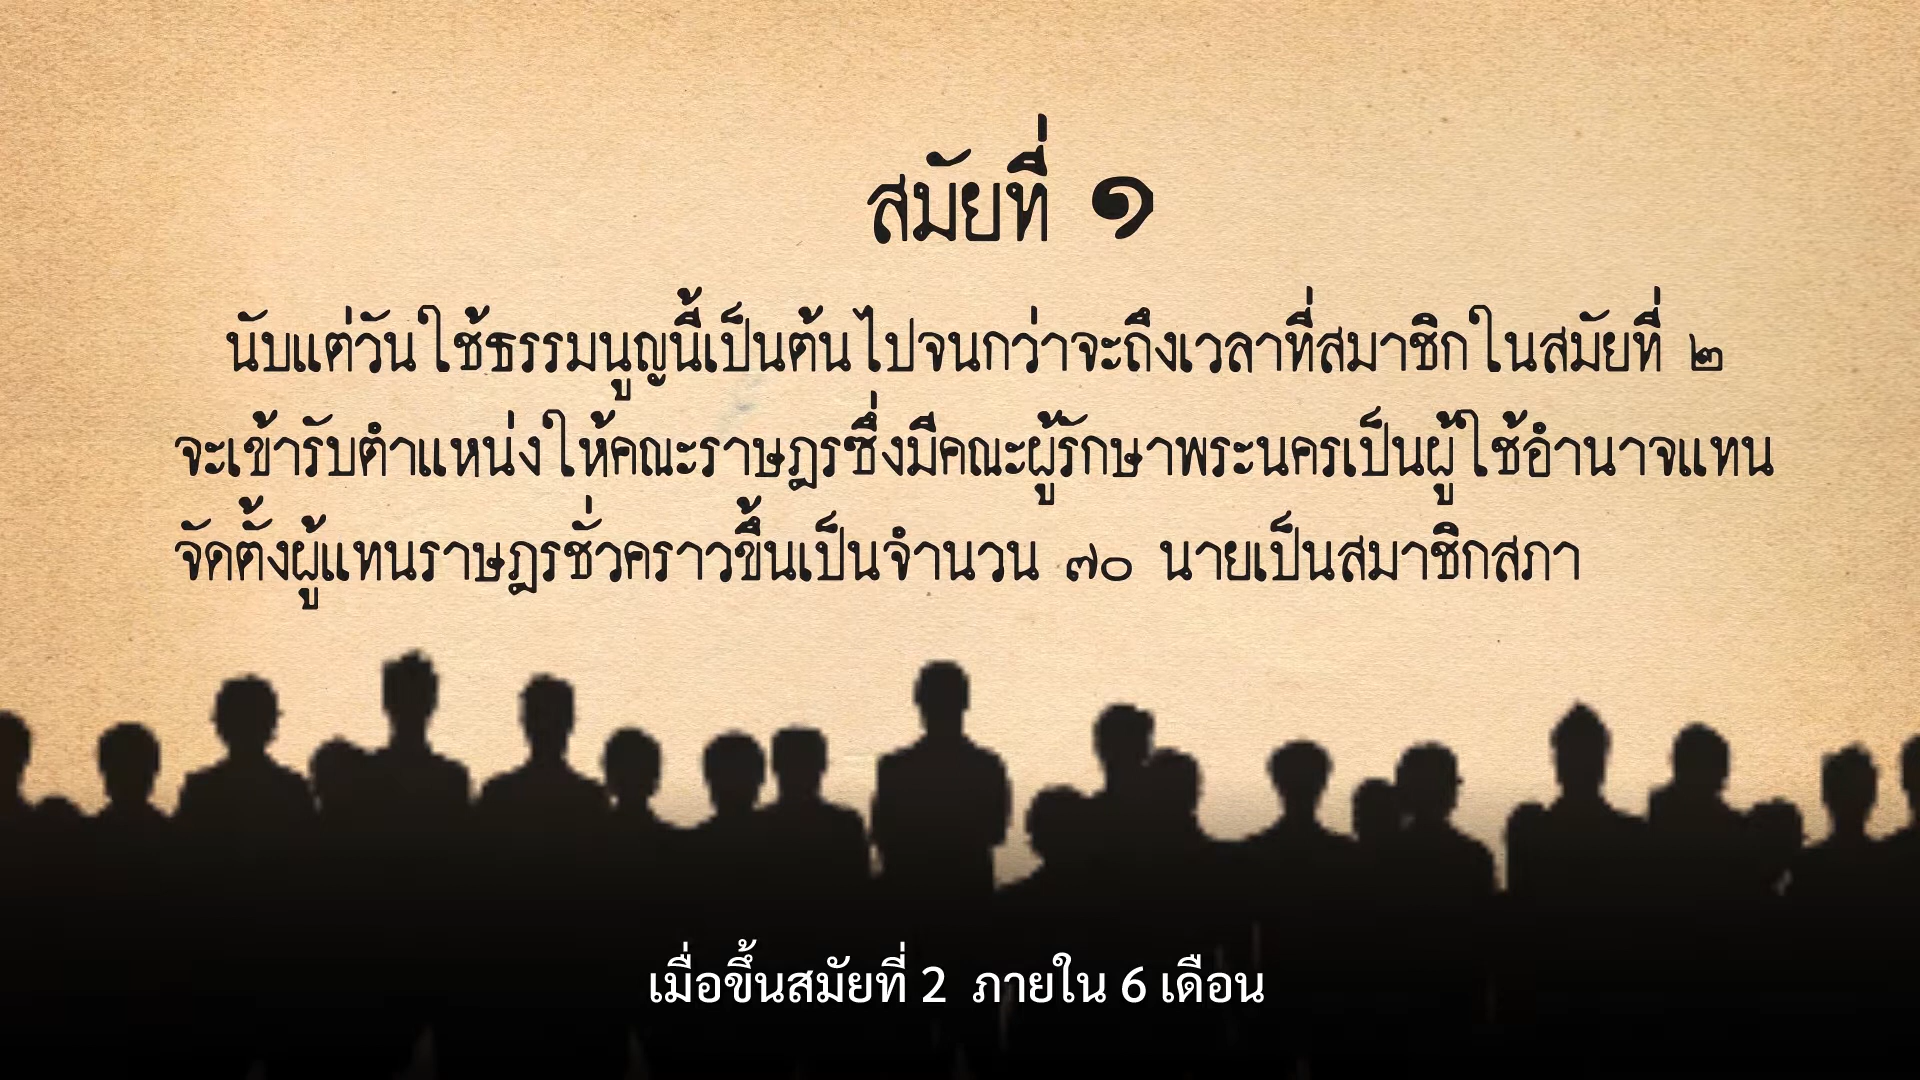 สมัยที่ ๑
นับแต่วันใช้ธรรมนูญนี้เป็นต้นไปจนกว่าจะถึงเวลาที่สมาชิกในสมัยที่ ๒
จะเข้ารับตำแหน่งให้คณะราษฎรซึ่งมีคณะผู้รักษาพระนครเป็นผู้ใช้อำนาจแทน
จัดตั้งผู้แทนราษฎรชั่วคราวขึ้นเป็นจำนวน ๗๐ นายเป็นสมาชิกสภา
เมื่อขึ้นสมัยที่ 2 ภายใน 6 เดือน